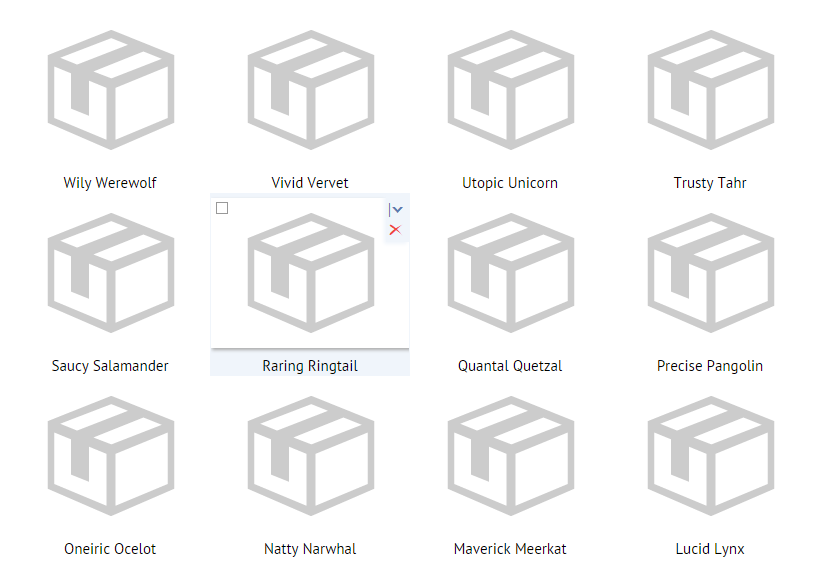 Wily Werewolf
Vivid Vervet
Utopic Unicorn
Trusty Tahr
Saucy Salamander
Raring Ringtail
Quantal Quetzal
Precise Pangolin
Oneiric Ocelot
Natty Narwhal
Maverick Meerkat
Lucid Lynx